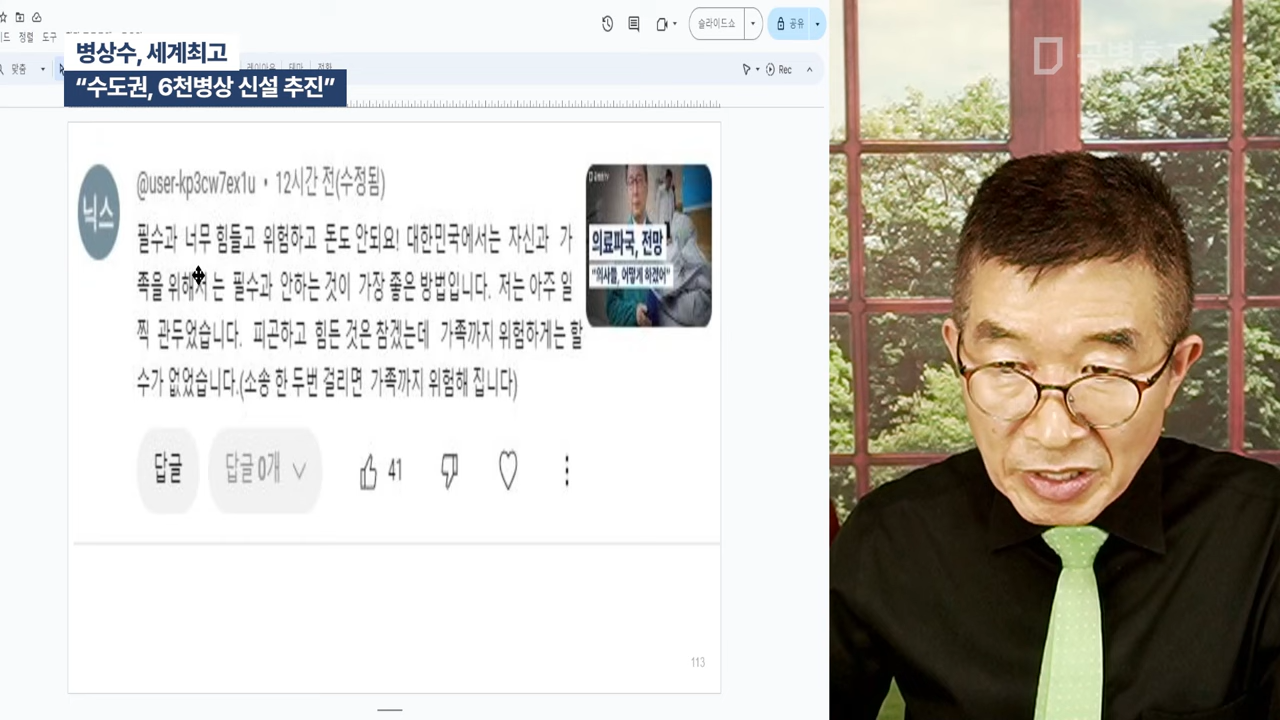 병상수, 세계최고
“수도권, 6천병상 신설 추진”
정렬 도구
맞춤
슬라이드쇼
공유
Rec
@user-kp3cw7ex1u • 12시간 전(수정됨)
닉스
필수과 너무 힘들고 위험하고 돈도 안되요! 대한민국에서는 자신과 가
족을 위해서 는 필수과 안하는 것이 가장 좋은 방법입니다. 저는 아주 일
찍 관두었습니다. 피곤하고 힘든 것은 참겠는데 가족까지 위험하게는 할
수가 없었습니다.(소송 한 두번 걸리면 가족까지 위험해 집니다)
의료파국, 전망
“의사들, 어떻게 하겠어”
답글
답글 0개
41
113